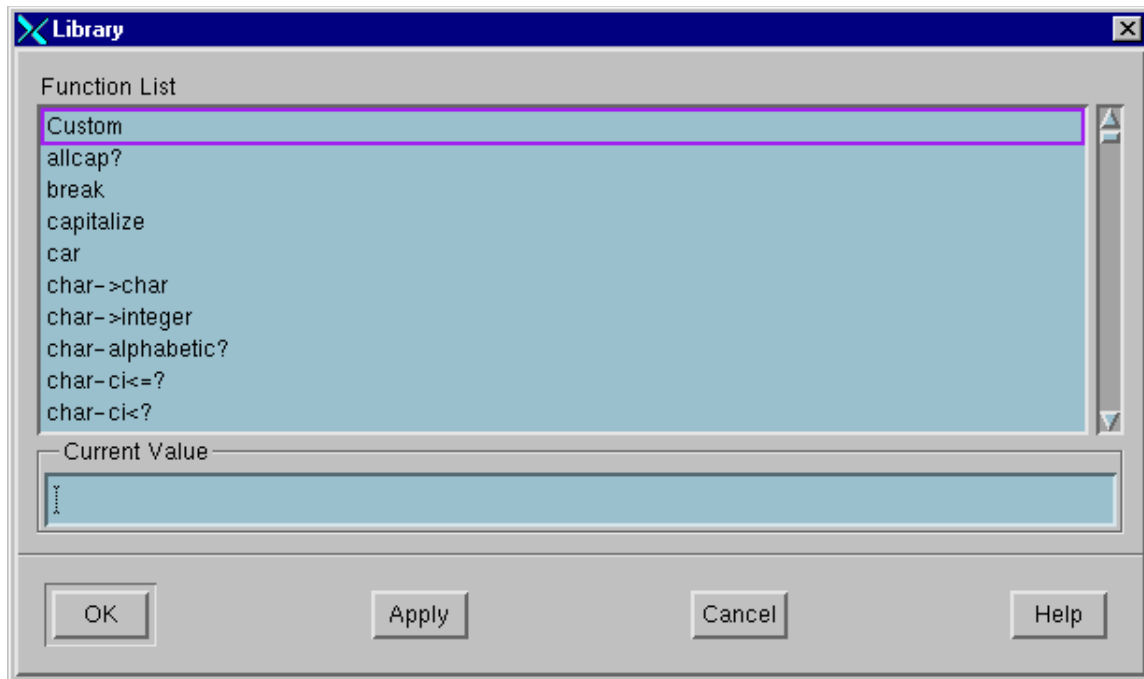 Library
Function List
Custom
allcap?
break
capitalize
car
char->char
char->integer
char-alphabetic?
char-ci<=?
char-ci<?
Current Value
OK Apply Cancel Help